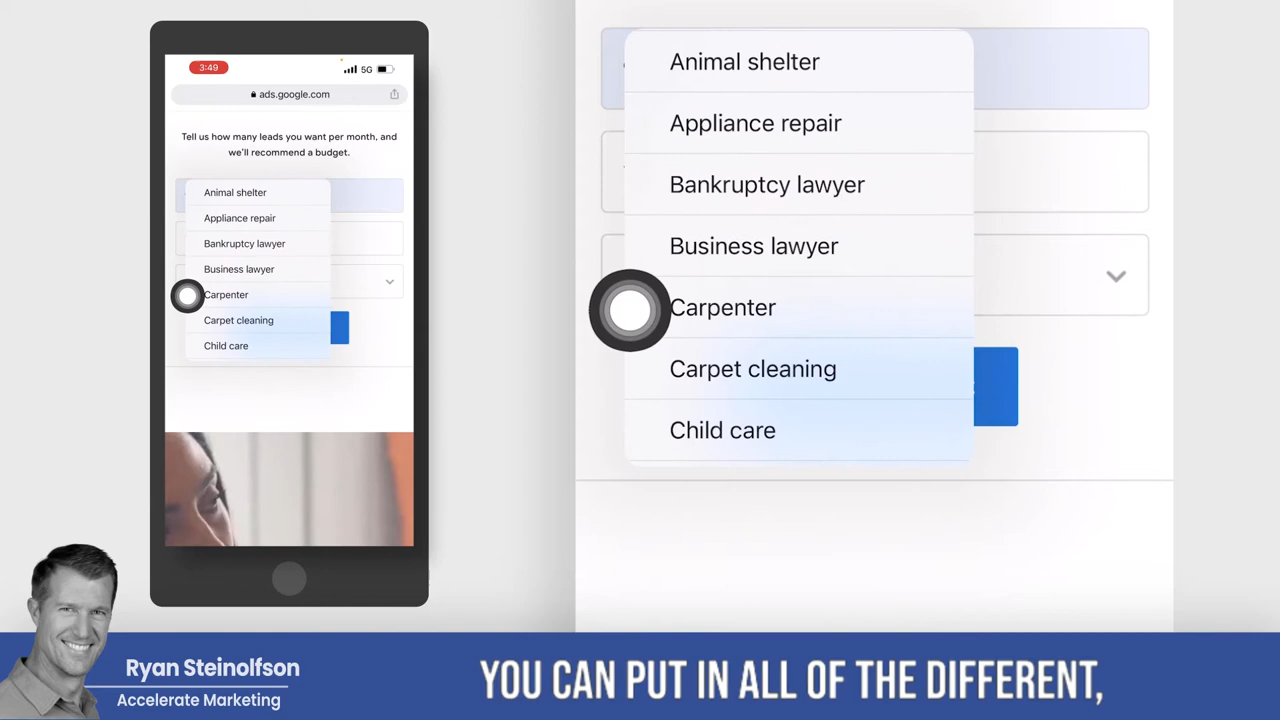 3:49
5G
ads.google.com
Tell us how many leads you want per month, and
we'll recommend a budget.
Animal shelter
Appliance repair
Bankruptcy lawyer
Business lawyer
Carpenter
Carpet cleaning
Child care
Animal shelter
Appliance repair
Bankruptcy lawyer
Business lawyer
Carpenter
Carpet cleaning
Child care
Ryan Steinolfson
Accelerate Marketing
YOU CAN PUT IN ALL OF THE DIFFERENT,